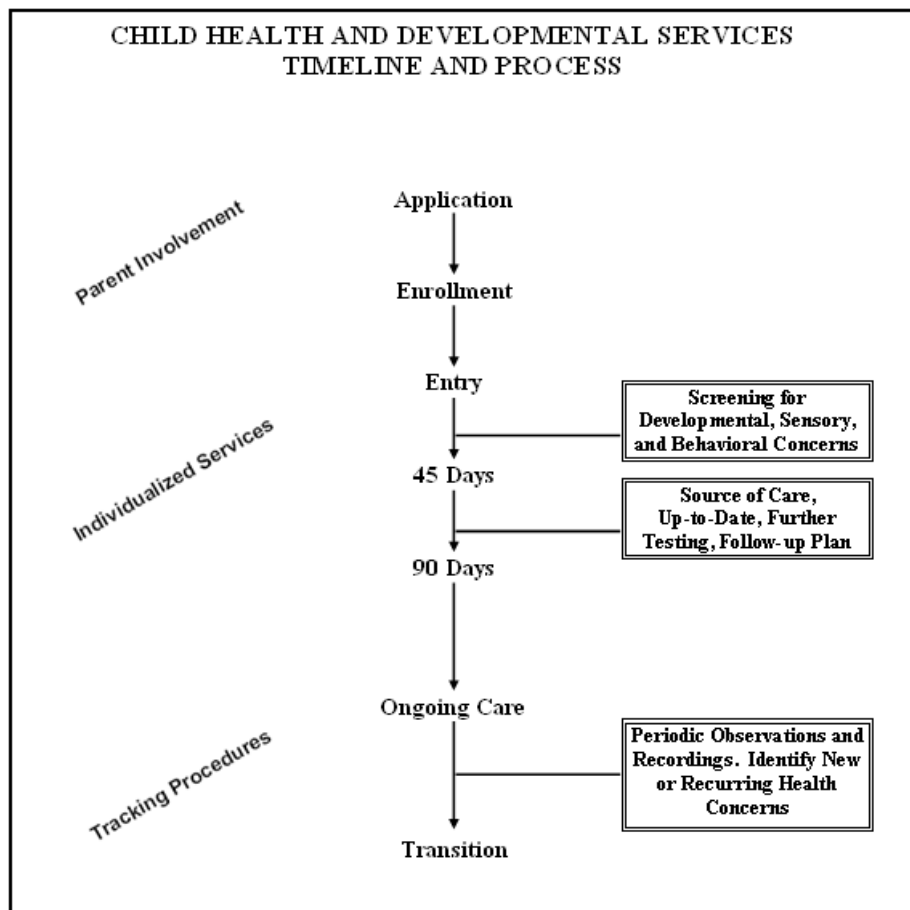 CHILD HEALTH AND DEVELOPMENTAL SERVICES
TIMELINE AND PROCESS
Parent Involvement
Application
Enrollment
Entry
Screening for
Developmental, Sensory,
and Behavioral Concerns
Individualized Services
45 Days
Source of Care,
Up-to-Date, Further
Testing, Follow-up Plan
90 Days
Ongoing Care
Tracking Procedures
Periodic Observations and
Recordings. Identify New
or Recurring Health
Concerns
Transition